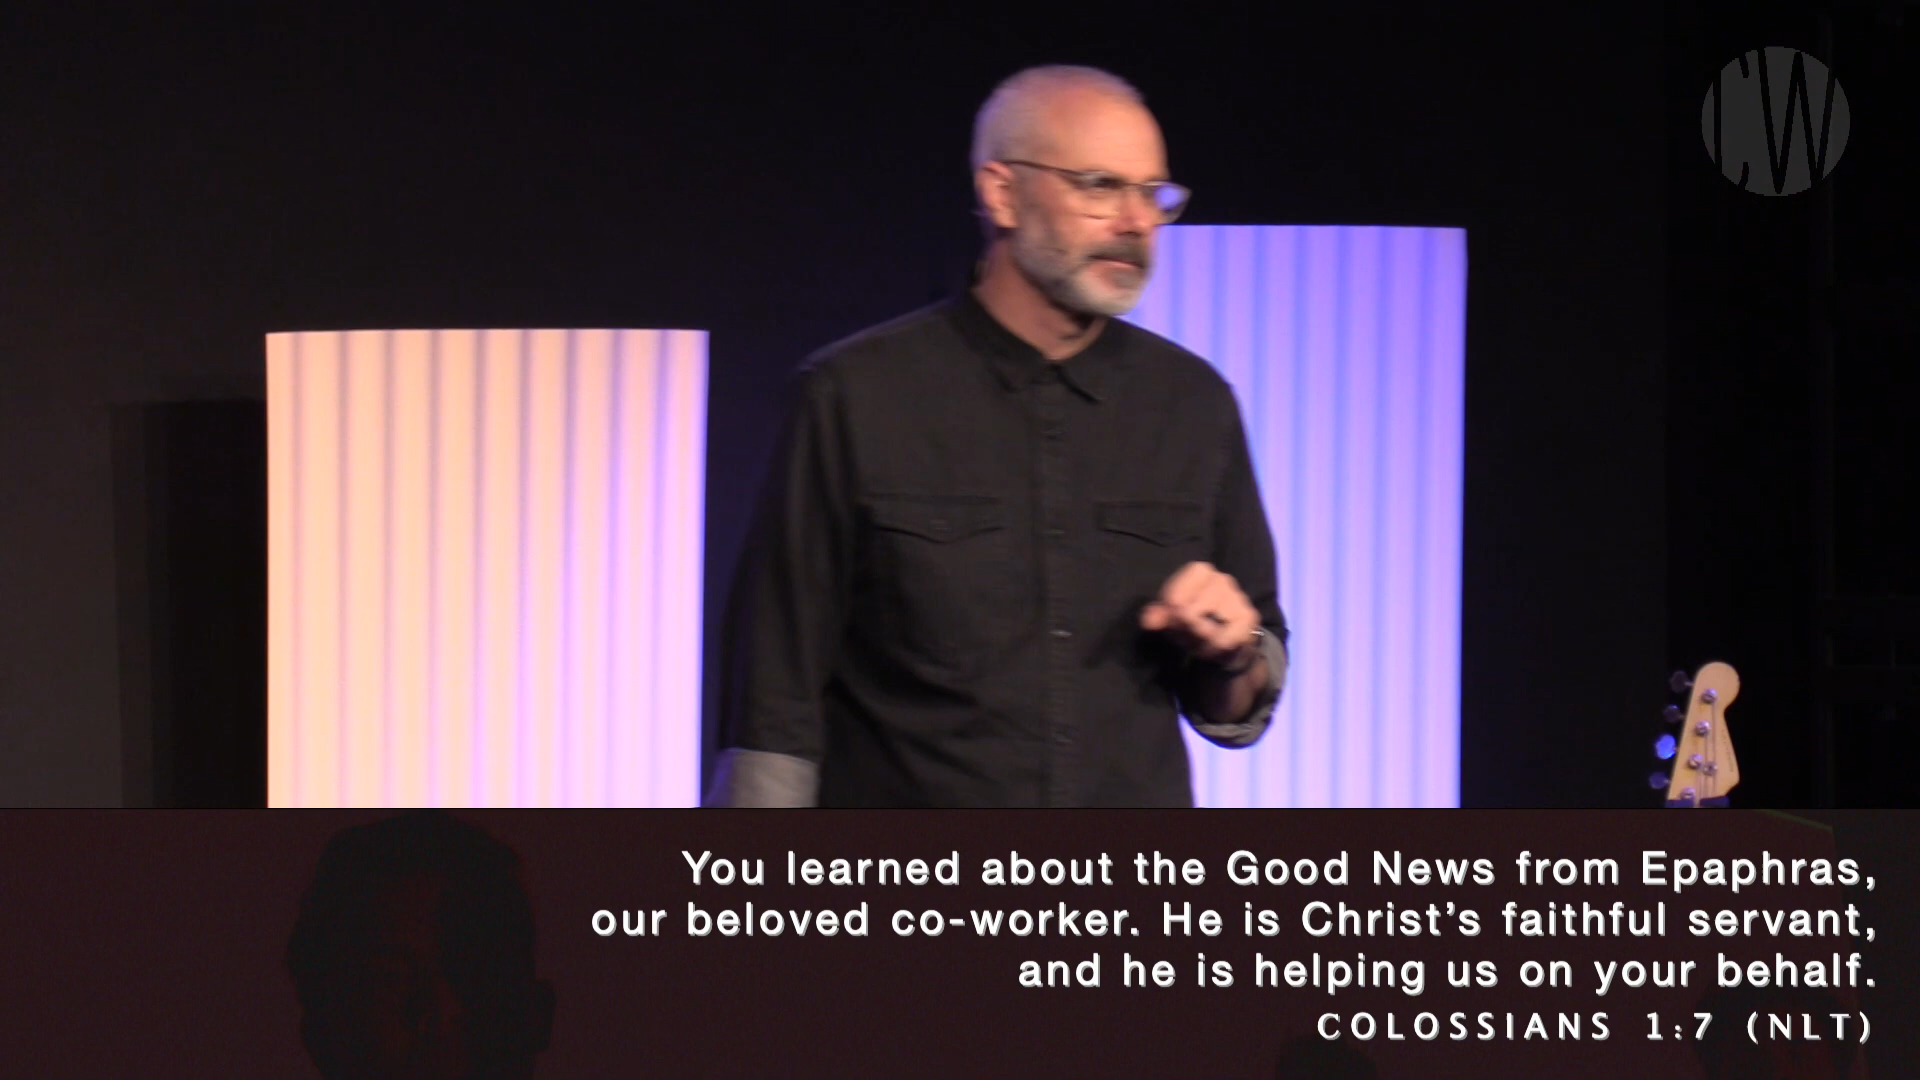 CW
You learned about the Good News from Epaphras,
our beloved co-worker. He is Christ’s faithful servant,
and he is helping us on your behalf.
COLOSSIANS 1:7 (NLT)